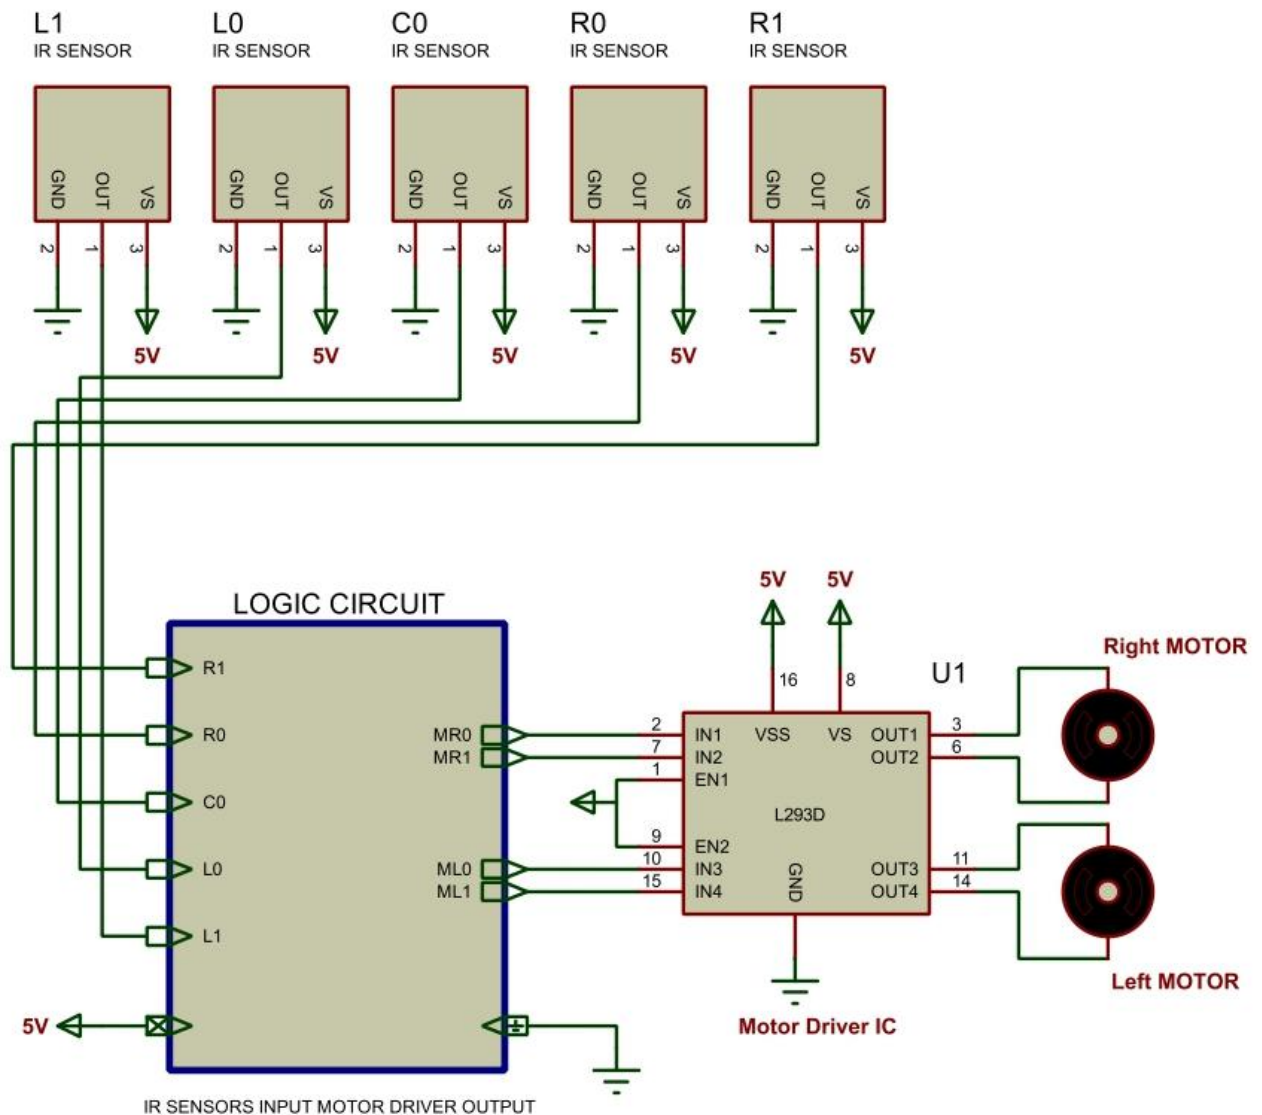 L1 L0 C0 R0 R1
IR SENSOR IR SENSOR IR SENSOR IR SENSOR IR SENSOR
GND OUT VS GND OUT VS GND OUT VS GND OUT VS GND OUT VS
2 1 3 2 1 3 2 1 3 2 1 3 2 1 3
5V 5V 5V 5V 5V
LOGIC CIRCUIT
R1
R0
C0
L0
L1
MR0
MR1
ML0
ML1
5V
IR SENSORS INPUT MOTOR DRIVER OUTPUT
5V 5V
16 8
U1
2 IN1 VSS VS OUT1 3
7 IN2 OUT2 6
1 EN1
L293D
9 EN2
10 IN3 GND OUT3 11
15 IN4 OUT4 14
Motor Driver IC
Right MOTOR
Left MOTOR